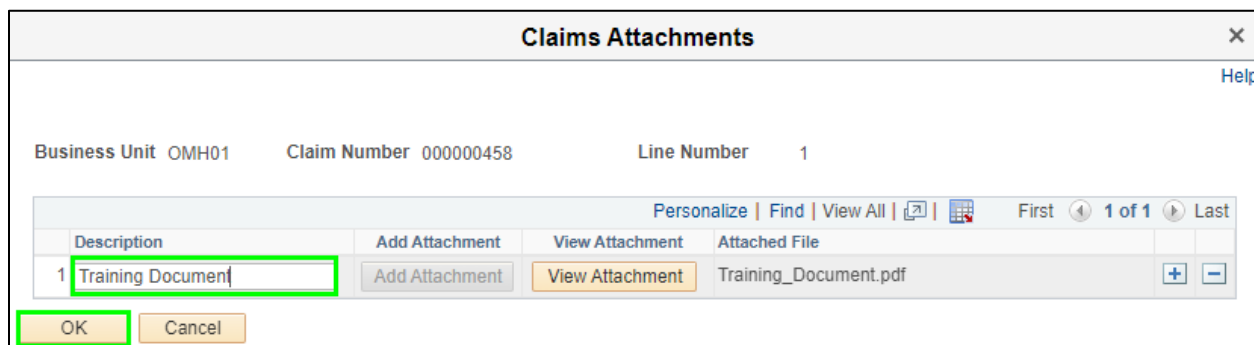 Claims Attachments ×
Help
Business Unit OMH01 Claim Number 000000458 Line Number 1
Personalize | Find | View All | | First 1 of 1 Last
Description Add Attachment View Attachment Attached File
1 Training Document Add Attachment View Attachment Training_Document.pdf + −
OK Cancel